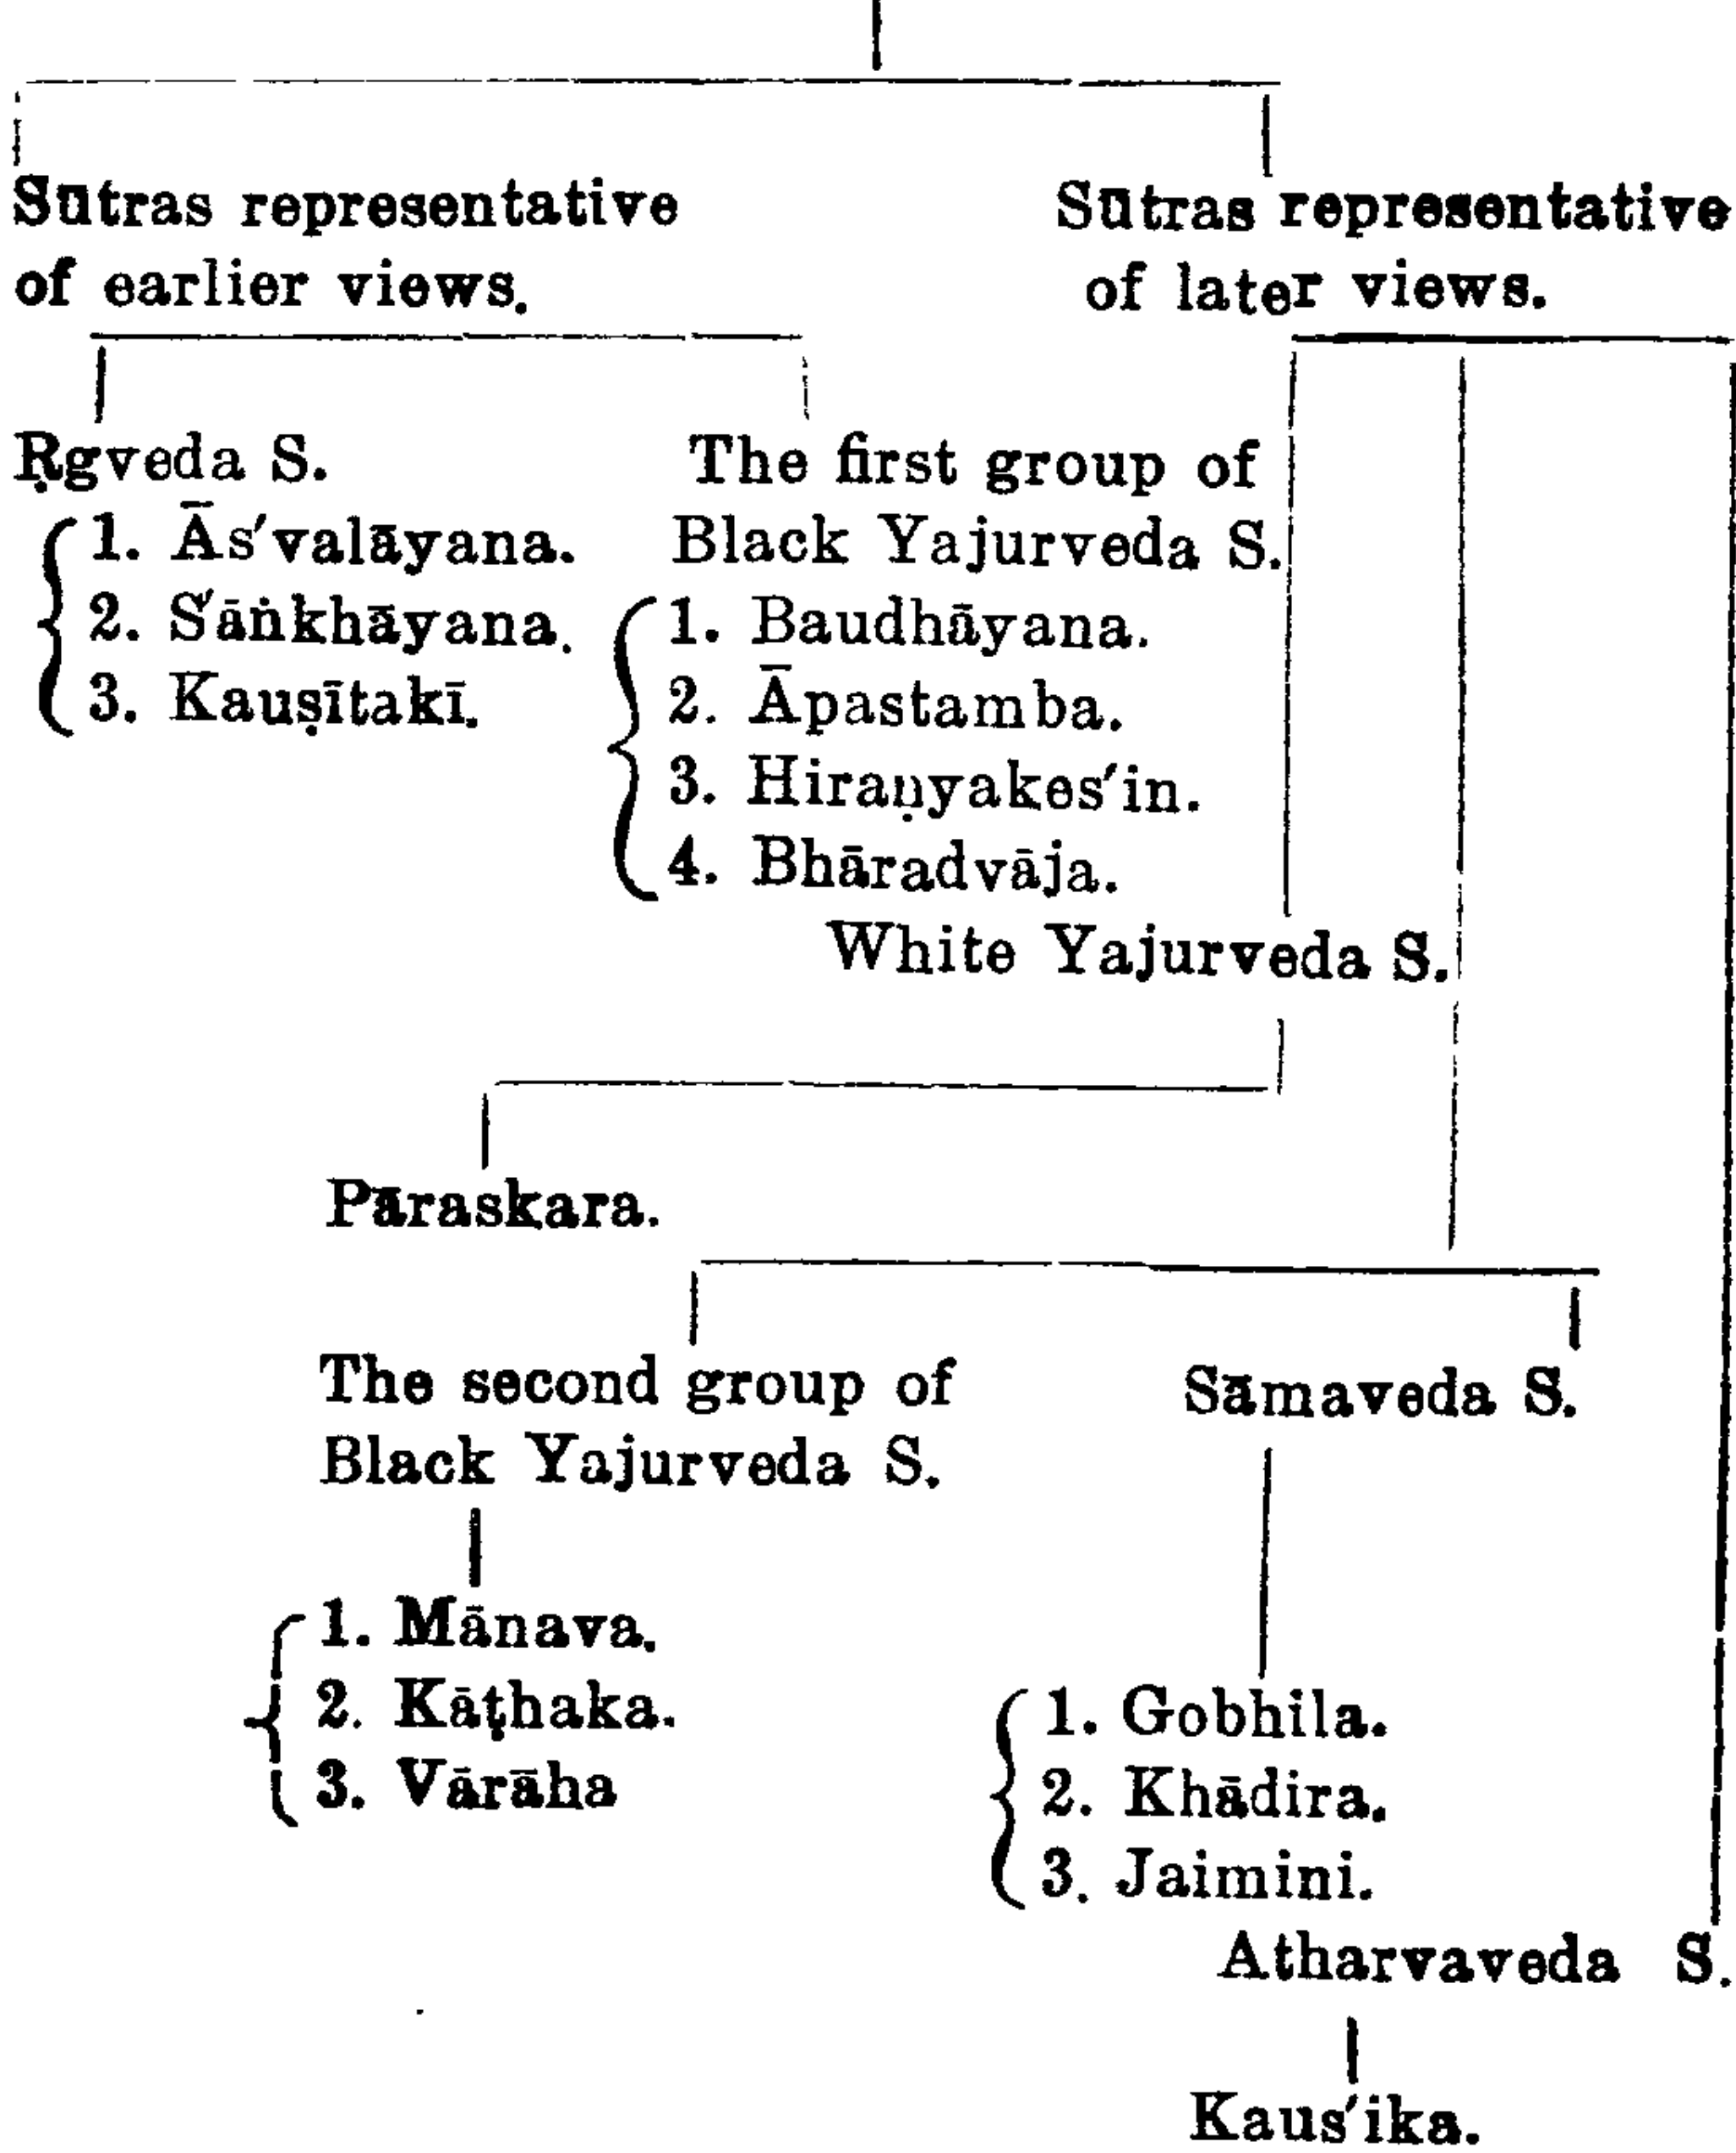 Sūtras representative
of earlier views.
Sūtras representative
of later views.
Ṛgveda S.
1. Ās′valāyana.
2. S′āṅkhāyana.
3. Kauṣītakī.
The first group of
Black Yajurveda S.
1. Baudhāyana.
2. Āpastamba.
3. Hiraṇyakes′in.
4. Bhāradvāja.
White Yajurveda S.
Pāraskara.
The second group of
Black Yajurveda S.
1. Mānava.
2. Kāṭhaka.
3. Vārāha
Sāmaveda S.
1. Gobhila.
2. Khādira.
3. Jaimini.
Atharvaveda S.
Kaus′ika.